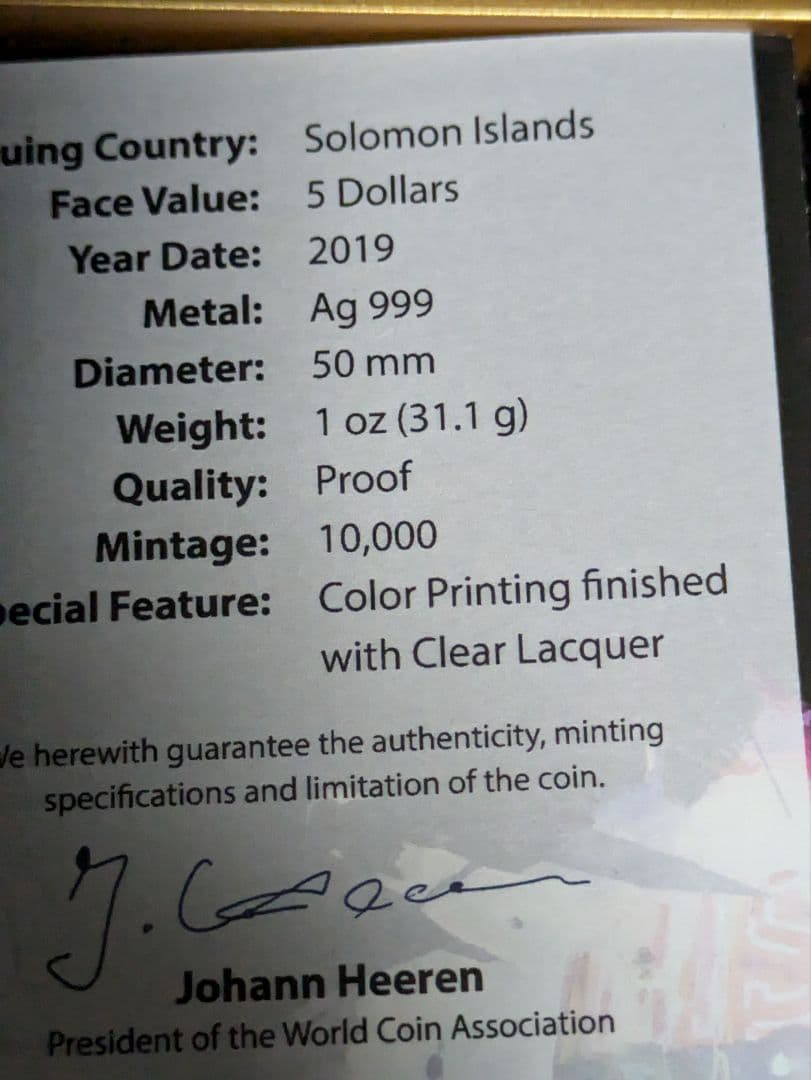 uing Country: Solomon Islands
Face Value: 5 Dollars
Year Date: 2019
Metal: Ag 999
Diameter: 50 mm
Weight: 1 oz (31.1 g)
Quality: Proof
Mintage: 10,000
pecial Feature: Color Printing finished
with Clear Lacquer
We herewith guarantee the authenticity, minting
specifications and limitation of the coin.
Johann Heeren
President of the World Coin Association